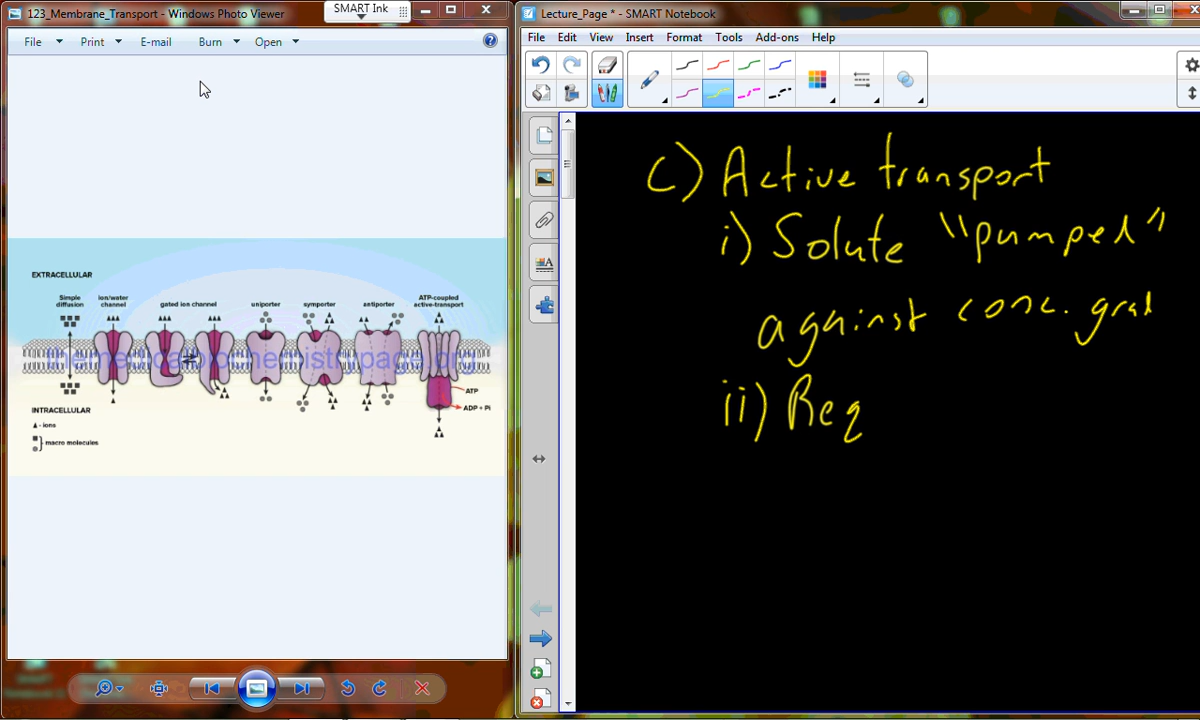 123_Membrane_Transport - Windows Photo Viewer
SMART Ink
File Print E-mail Burn Open
EXTRACELLULAR
Simple diffusion
ion/water channel
gated ion channel
uniporter
symporter
antiporter
ATP-coupled active-transport
themedicalbiochemistrypage.org
ATP
ADP + Pi
INTRACELLULAR
- ions
macro molecules
Lecture_Page * - SMART Notebook
File Edit View Insert Format Tools Add-ons Help
c) Active transport
i) Solute "pumped"
against conc. grad
ii) Req